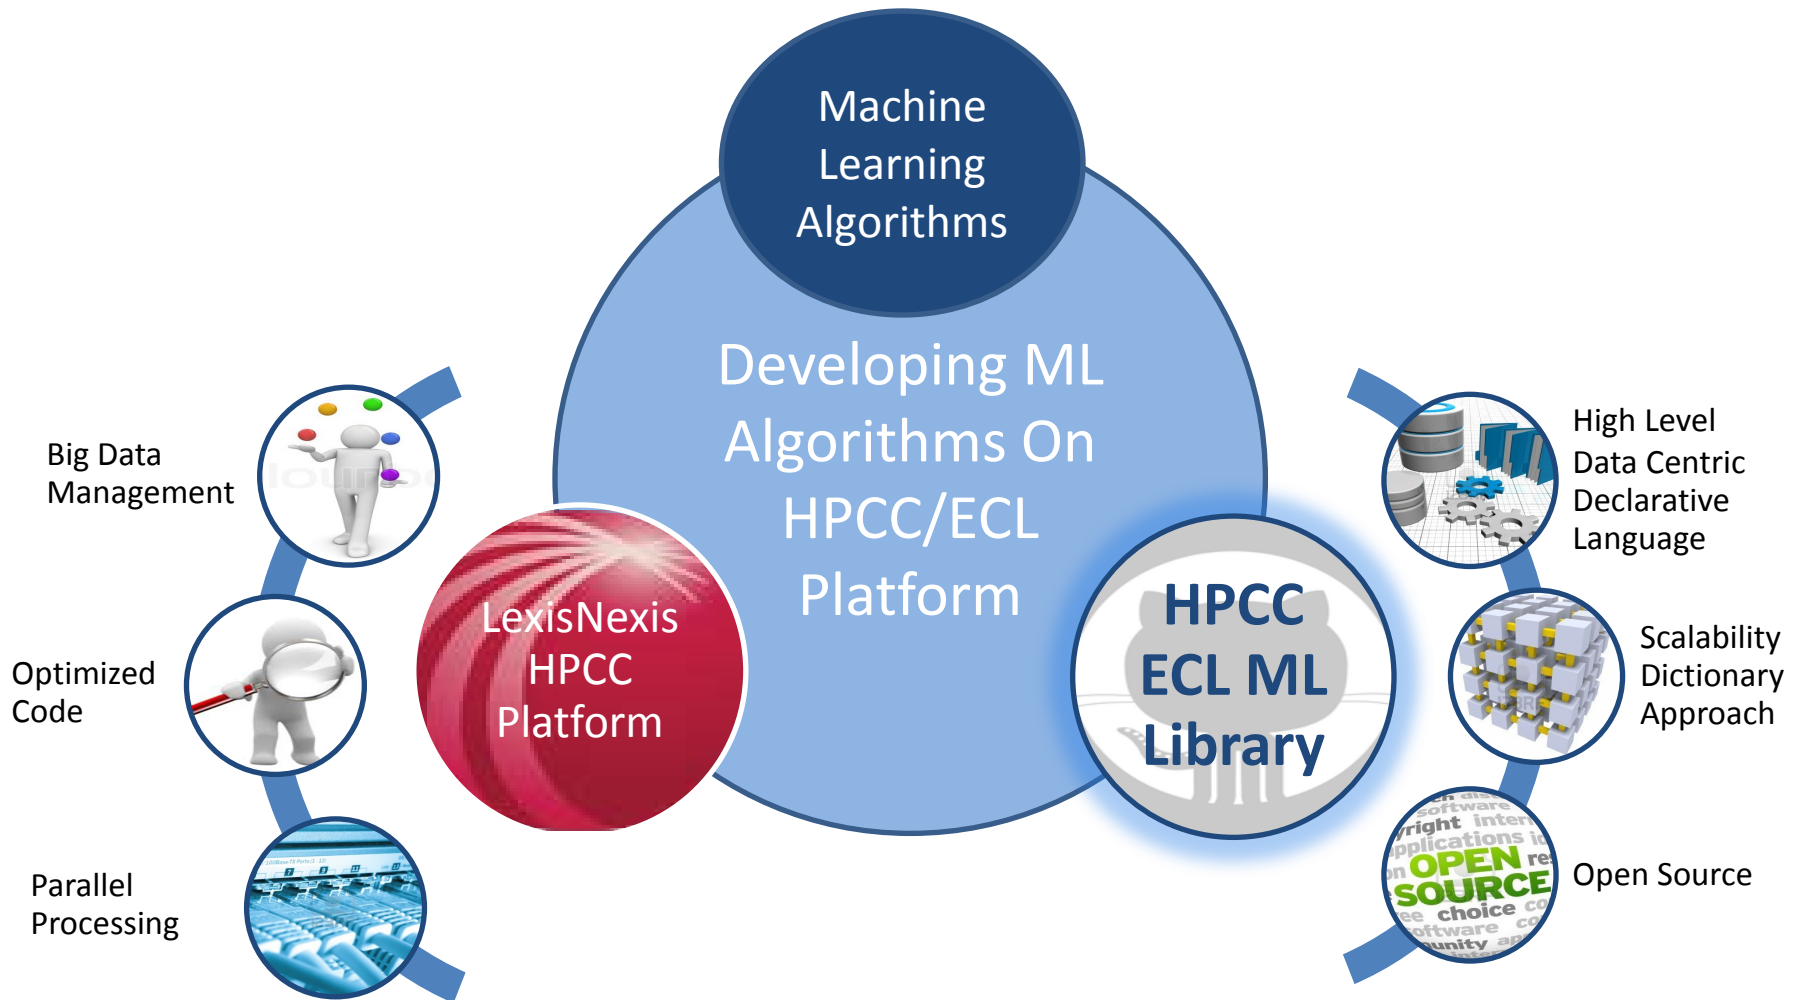 Machine
Learning
Algorithms
Developing ML
Algorithms On
HPCC/ECL
Platform
Big Data
Management
Optimized
Code
Parallel
Processing
LexisNexis
HPCC
Platform
HPCC
ECL ML
Library
High Level
Data Centric
Declarative
Language
Scalability
Dictionary
Approach
software
applications
OPEN
SOURCE
choice
Open Source